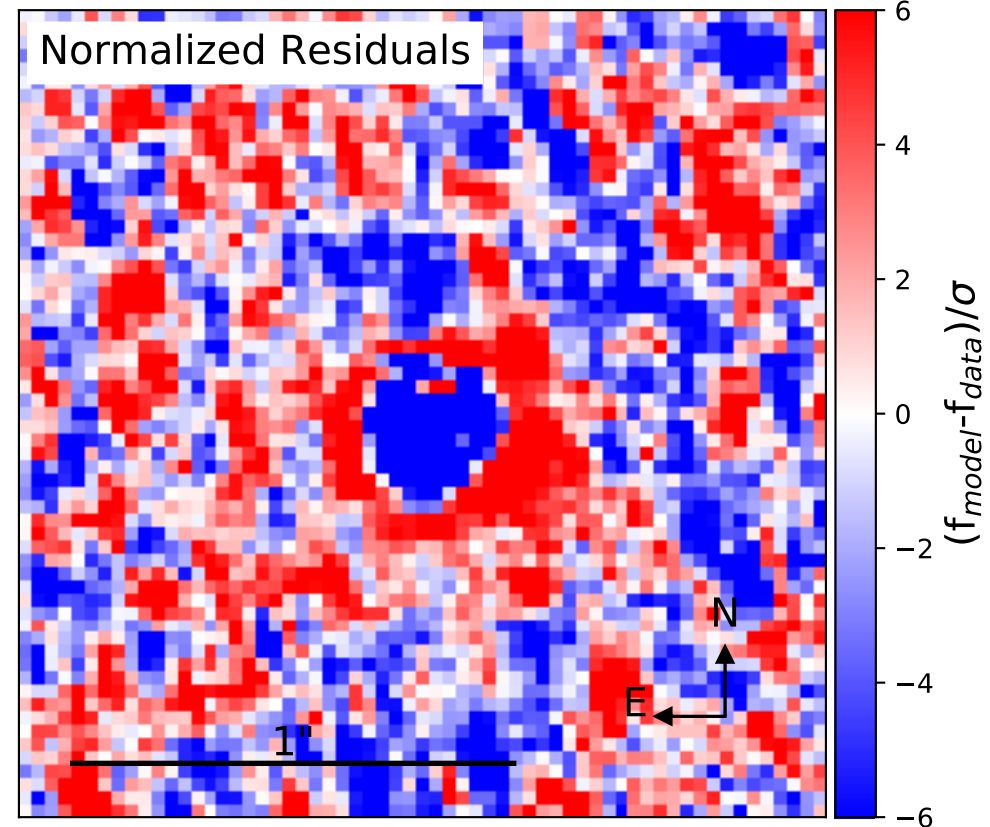 Normalized Residuals
6
4
2
0
−2
−4
−6
(f_model-f_data)/σ
N
E
1"